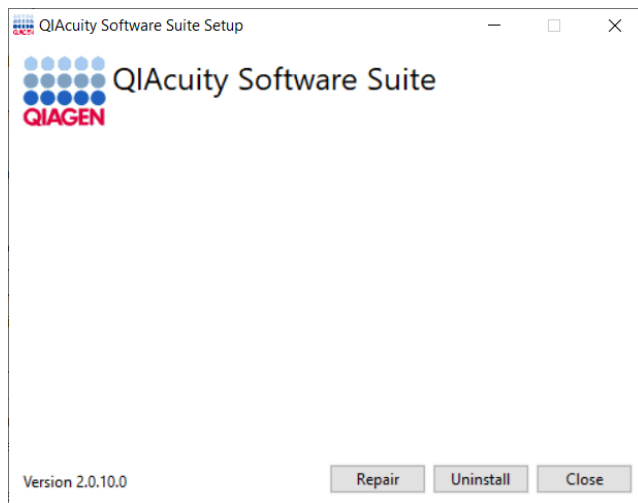 QIAcuity Software Suite Setup
QIAcuity Software Suite
QIAGEN
Version 2.0.10.0
Repair
Uninstall
Close